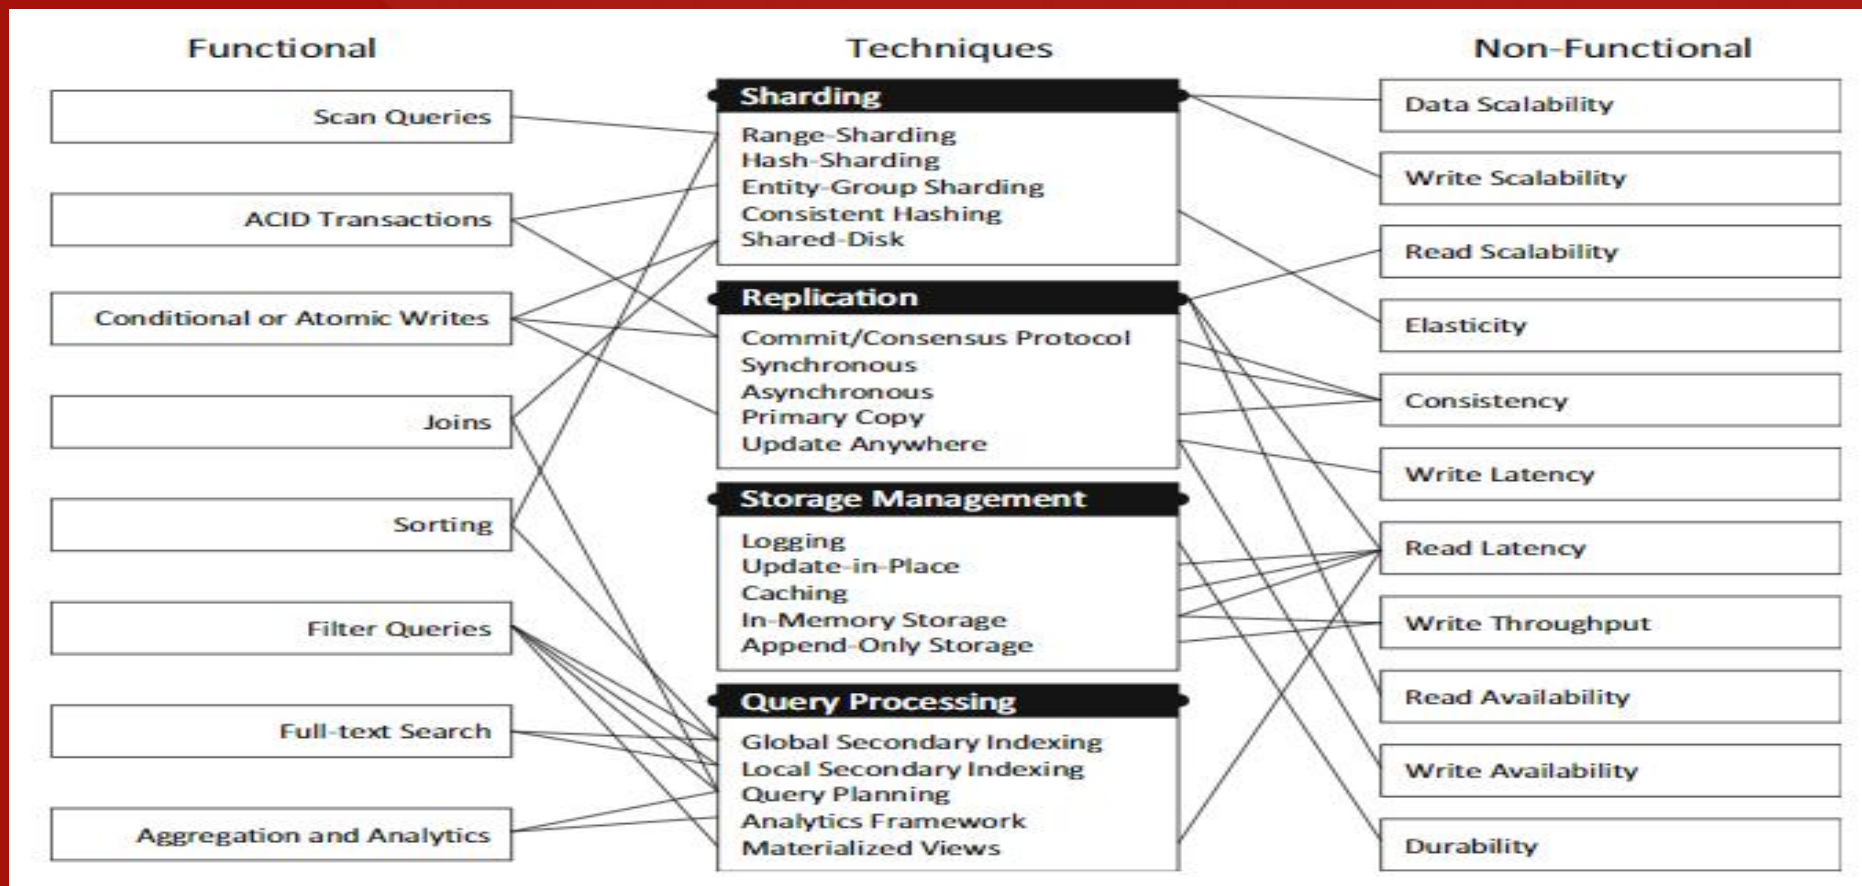 Functional
Scan Queries
ACID Transactions
Conditional or Atomic Writes
Joins
Sorting
Filter Queries
Full-text Search
Aggregation and Analytics
Techniques
Sharding
Range-Sharding
Hash-Sharding
Entity-Group Sharding
Consistent Hashing
Shared-Disk
Replication
Commit/Consensus Protocol
Synchronous
Asynchronous
Primary Copy
Update Anywhere
Storage Management
Logging
Update-in-Place
Caching
In-Memory Storage
Append-Only Storage
Query Processing
Global Secondary Indexing
Local Secondary Indexing
Query Planning
Analytics Framework
Materialized Views
Non-Functional
Data Scalability
Write Scalability
Read Scalability
Elasticity
Consistency
Write Latency
Read Latency
Write Throughput
Read Availability
Write Availability
Durability